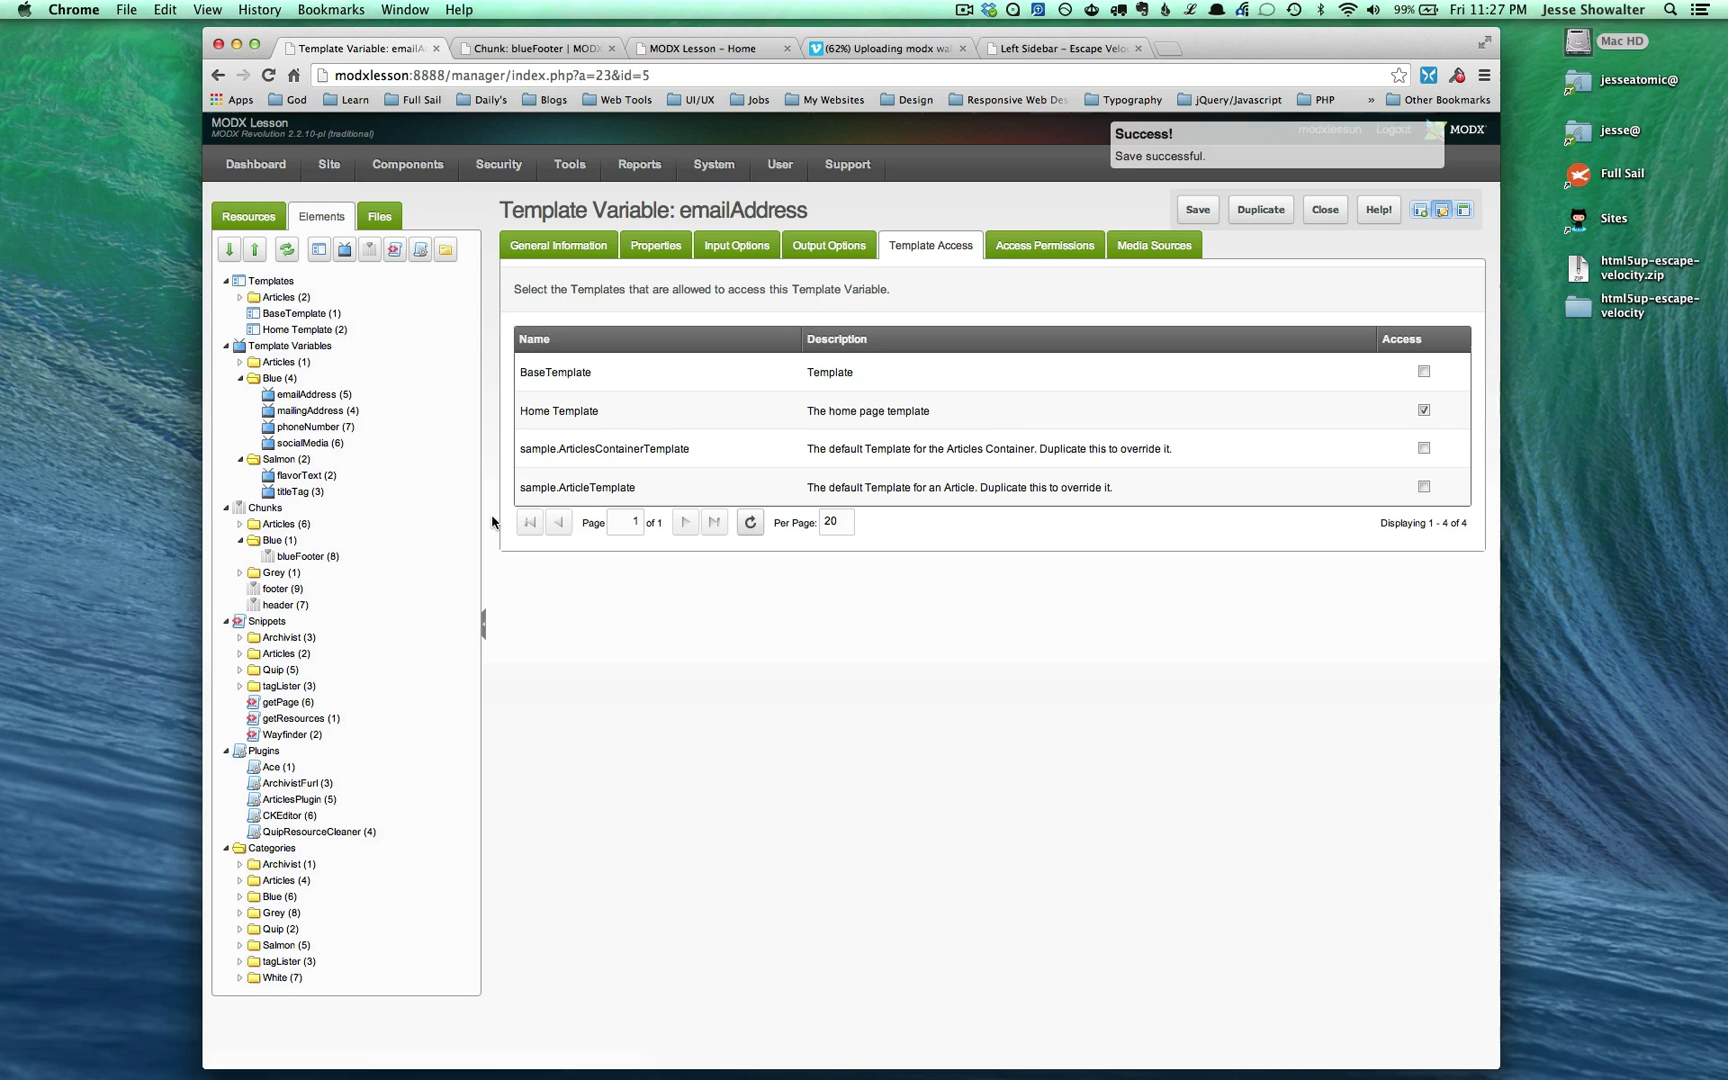 Chrome File Edit View History Bookmarks Window Help 99% Fri 11:27 PM Jesse Showalter
Template Variable: emailA Chunk: blueFooter | MOD MODX Lesson – Home (62%) Uploading modx wa Left Sidebar – Escape Velo
modxlesson:8888/manager/index.php?a=23&id=5
Apps God Learn Full Sail Daily's Blogs Web Tools UI/UX Jobs My Websites Design Responsive Web De Typography jQuery/Javascript PHP » Other Bookmarks
MODX Lesson
MODX Revolution 2.2.10-pl (traditional)
modxlesson Logout MODX
Success!
Save successful.
Dashboard Site Components Security Tools Reports System User Support
Resources Elements Files
Template Variable: emailAddress
Save Duplicate Close Help!
General Information Properties Input Options Output Options Template Access Access Permissions Media Sources
Select the Templates that are allowed to access this Template Variable.
Name Description Access
BaseTemplate Template
Home Template The home page template
sample.ArticlesContainerTemplate The default Template for the Articles Container. Duplicate this to override it.
sample.ArticleTemplate The default Template for an Article. Duplicate this to override it.
Page 1 of 1 Per Page: 20 Displaying 1 - 4 of 4
Templates
Articles (2)
BaseTemplate (1)
Home Template (2)
Template Variables
Articles (1)
Blue (4)
emailAddress (5)
mailingAddress (4)
phoneNumber (7)
socialMedia (6)
Salmon (2)
flavorText (2)
titleTag (3)
Chunks
Articles (6)
Blue (1)
blueFooter (8)
Grey (1)
footer (9)
header (7)
Snippets
Archivist (3)
Articles (2)
Quip (5)
tagLister (3)
getPage (6)
getResources (1)
Wayfinder (2)
Plugins
Ace (1)
ArchivistFurl (3)
ArticlesPlugin (5)
CKEditor (6)
QuipResourceCleaner (4)
Categories
Archivist (1)
Articles (4)
Blue (6)
Grey (8)
Quip (2)
Salmon (5)
tagLister (3)
White (7)
Mac HD
jesseatomic@
jesse@
Full Sail
Sites
html5up-escape-
velocity.zip
html5up-escape-
velocity